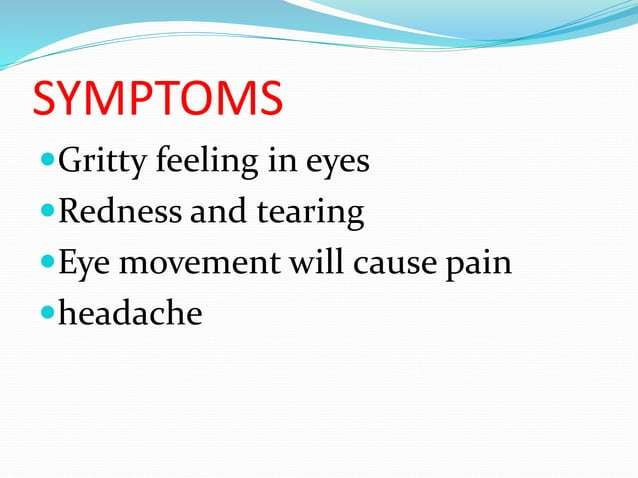 SYMPTOMS
Gritty feeling in eyes
Redness and tearing
Eye movement will cause pain
headache